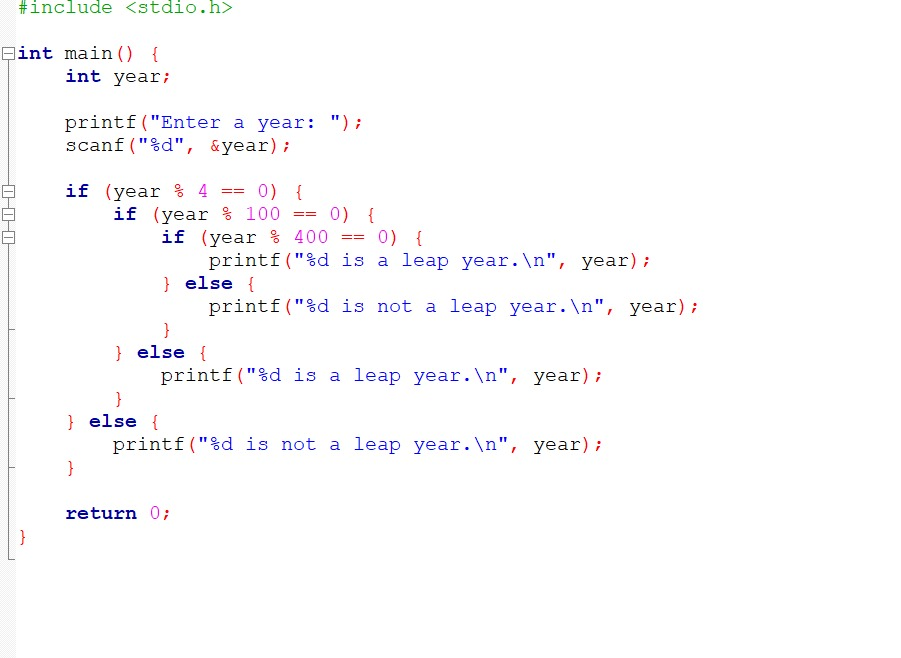 #include <stdio.h>
int main() {
    int year;
    printf("Enter a year: ");
    scanf("%d", &year);
    if (year % 4 == 0) {
        if (year % 100 == 0) {
            if (year % 400 == 0) {
                printf("%d is a leap year.\n", year);
            } else {
                printf("%d is not a leap year.\n", year);
            }
        } else {
            printf("%d is a leap year.\n", year);
        }
    } else {
        printf("%d is not a leap year.\n", year);
    }
    return 0;
}